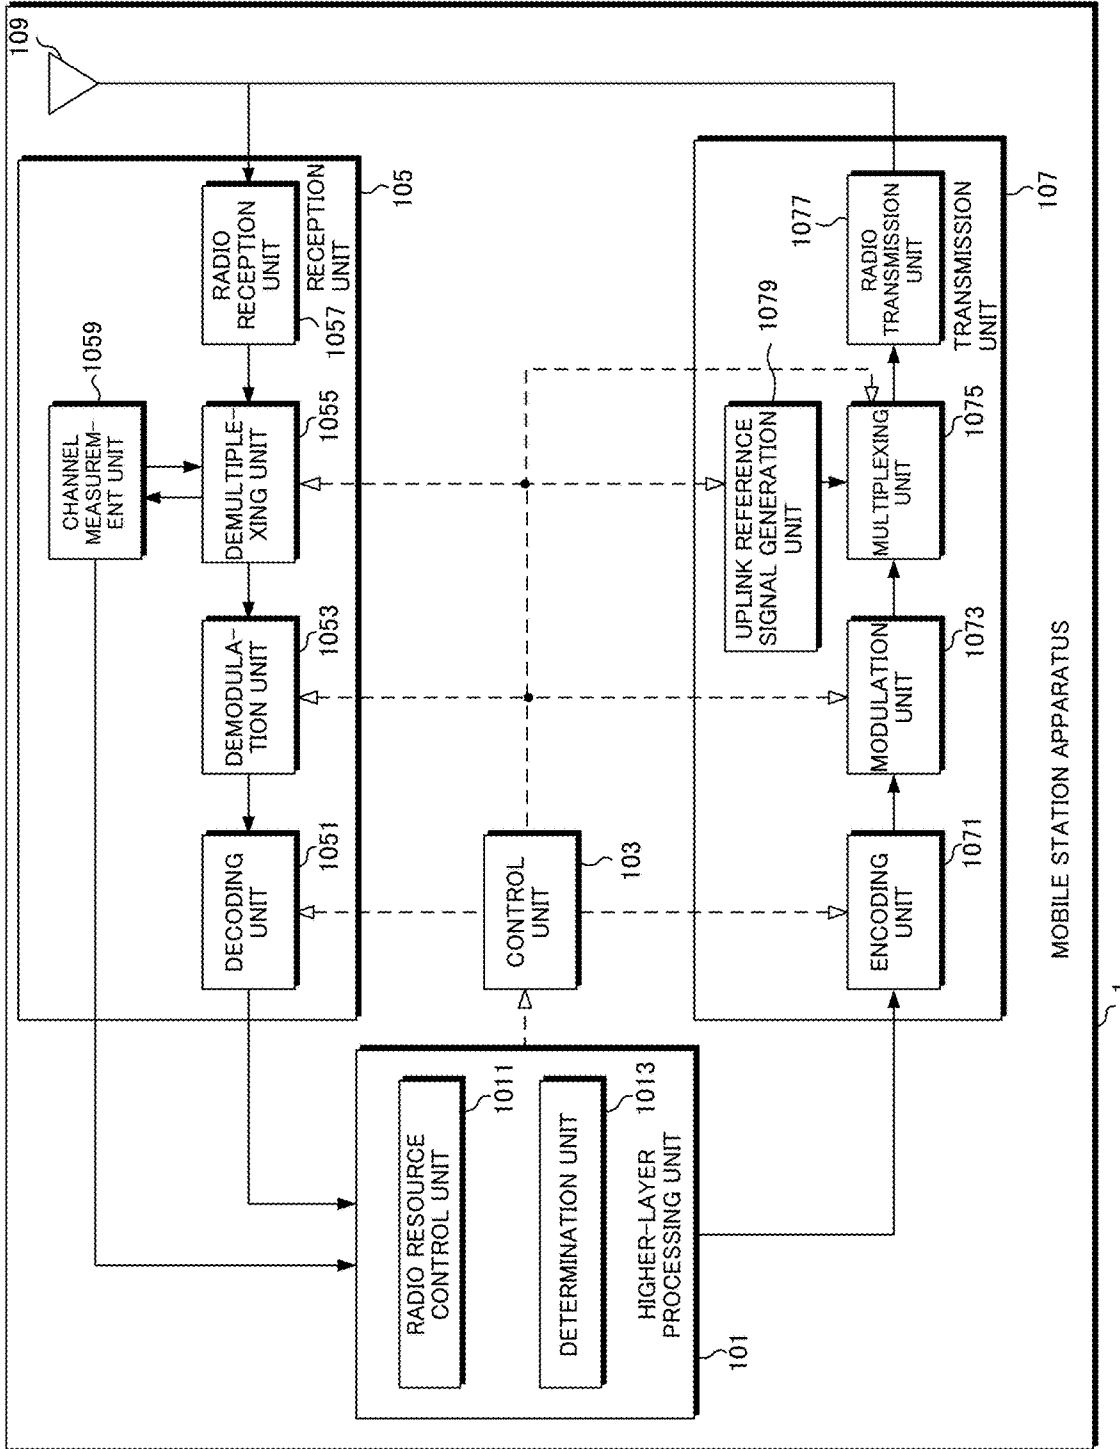 109
RADIO
RECEPTION
UNIT
1057
RECEPTION
UNIT
105
CHANNEL
MEASUREM-
ENT UNIT
1059
DEMULTIPLE-
XING UNIT
1055
DEMODULA-
TION UNIT
1053
DECODING
UNIT
1051
CONTROL
UNIT
103
RADIO RESOURCE
CONTROL UNIT
1011
DETERMINATION UNIT
1013
HIGHER-LAYER
PROCESSING UNIT
101
ENCODING
UNIT
1071
MODULATION
UNIT
1073
MULTIPLEXING
UNIT
1075
UPLINK REFERENCE
SIGNAL GENERATION
UNIT
1079
RADIO
TRANSMISSION
UNIT
1077
TRANSMISSION
UNIT
107
MOBILE STATION APPARATUS
1